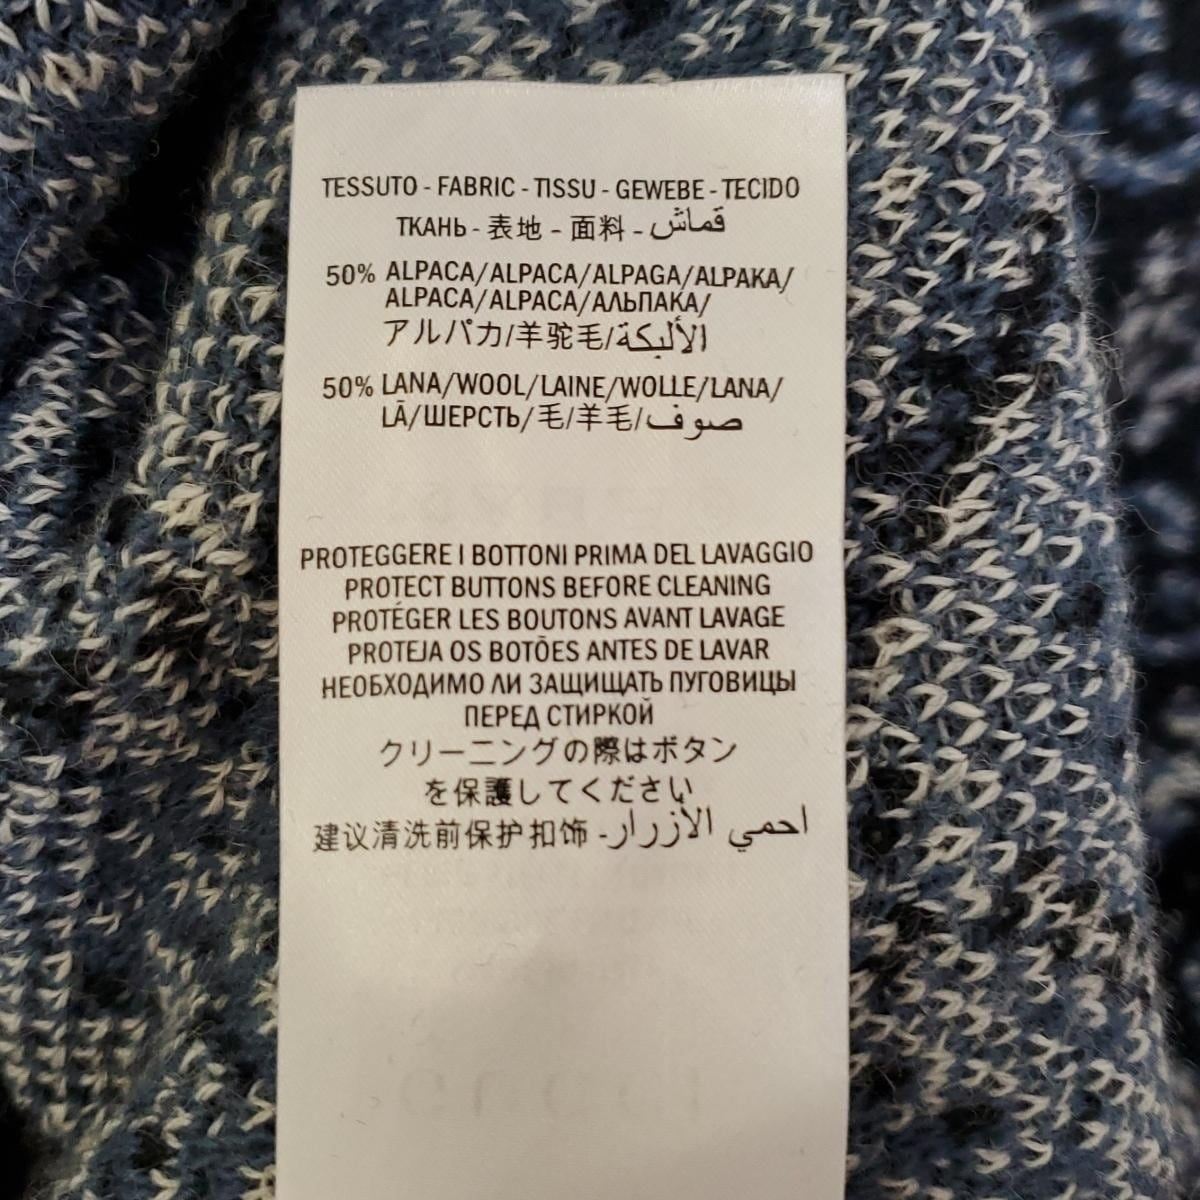 TESSUTO - FABRIC - TISSU - GEWEBE - TECIDO
ТКАНЬ - 表地 - 面料 - قماش
50% ALPACA/ALPACA/ALPAGA/ALPAKA/
ALPACA/ALPACA/АЛЬПАКА/
アルパカ/羊驼毛/الألبكة
50% LANA/WOOL/LAINE/WOLLE/LANA/
LÃ/ШЕРСТЬ/毛/羊毛/صوف
PROTEGGERE I BOTTONI PRIMA DEL LAVAGGIO
PROTECT BUTTONS BEFORE CLEANING
PROTÉGER LES BOUTONS AVANT LAVAGE
PROTEJA OS BOTÕES ANTES DE LAVAR
НЕОБХОДИМО ЛИ ЗАЩИЩАТЬ ПУГОВИЦЫ
ПЕРЕД СТИРКОЙ
クリーニングの際はボタン
を保護してください
建议清洗前保护扣饰 - احمي الأزرار